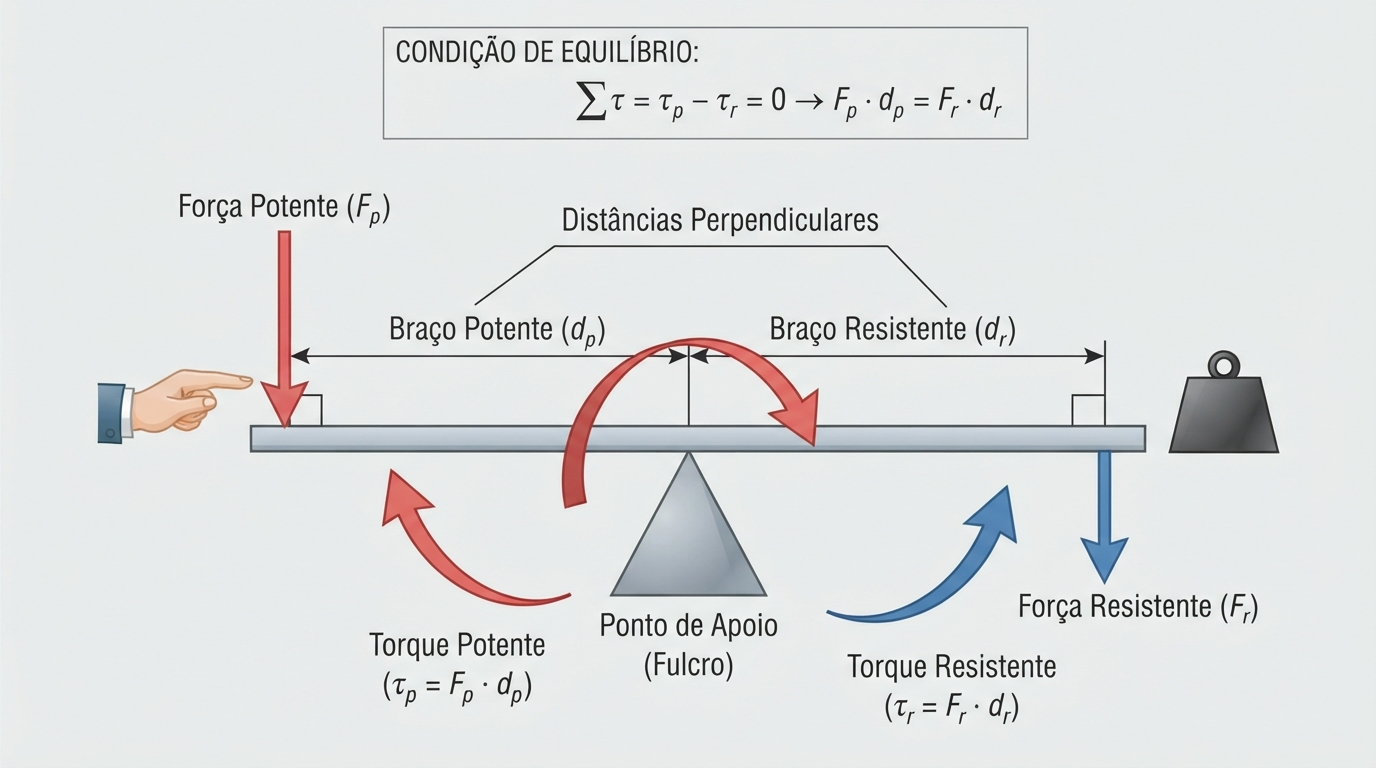 CONDIÇÃO DE EQUILÍBRIO:
∑τ = τₚ – τᵣ = 0 → Fₚ · dₚ = Fᵣ · dᵣ
Força Potente (Fₚ)
Distâncias Perpendiculares
Braço Potente (dₚ)
Braço Resistente (dᵣ)
Força Resistente (Fᵣ)
Ponto de Apoio
(Fulcro)
Torque Potente
(τₚ = Fₚ · dₚ)
Torque Resistente
(τᵣ = Fᵣ · dᵣ)